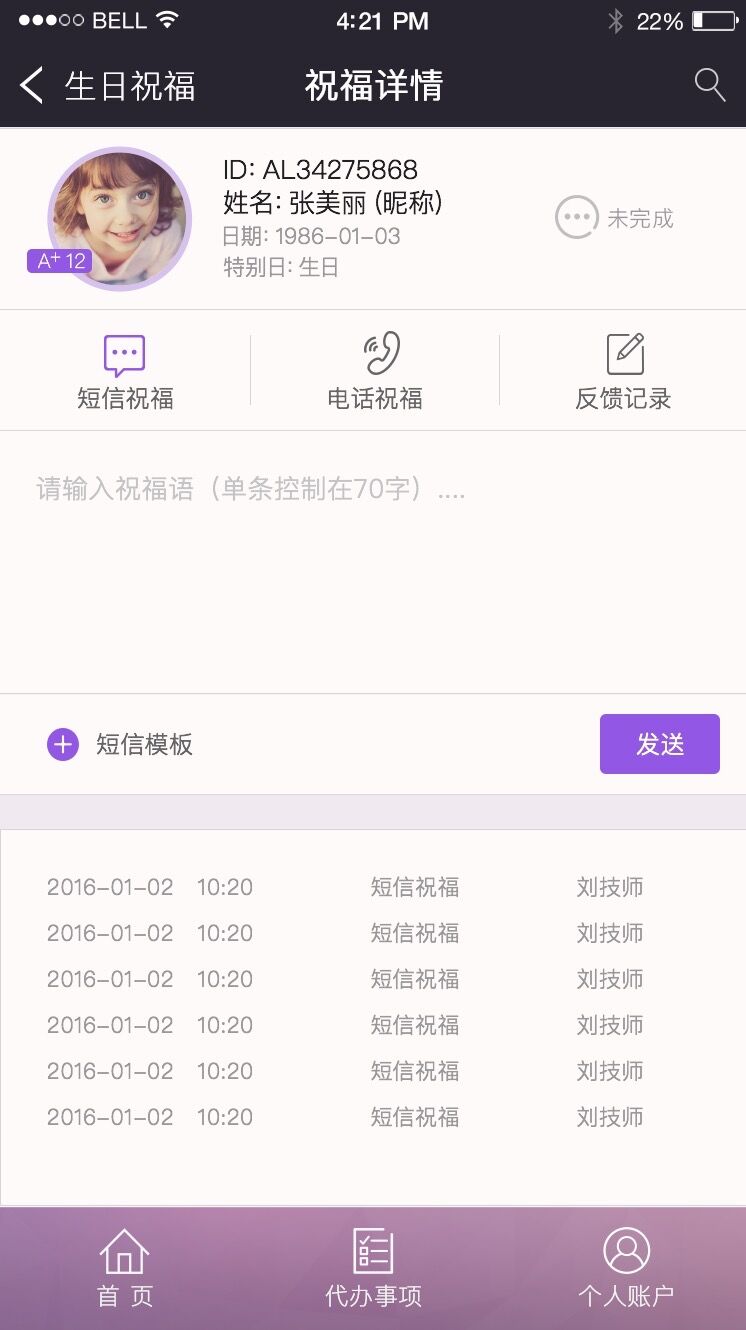 BELL 4:21 PM 22%
生日祝福 祝福详情
ID: AL34275868
姓名: 张美丽 (昵称)
日期: 1986-01-03
特别日: 生日
未完成
A+ 12
短信祝福 电话祝福 反馈记录
请输入祝福语（单条控制在70字）....
短信模板 发送
2016-01-02 10:20 短信祝福 刘技师
2016-01-02 10:20 短信祝福 刘技师
2016-01-02 10:20 短信祝福 刘技师
2016-01-02 10:20 短信祝福 刘技师
2016-01-02 10:20 短信祝福 刘技师
2016-01-02 10:20 短信祝福 刘技师
首 页 代办事项 个人账户